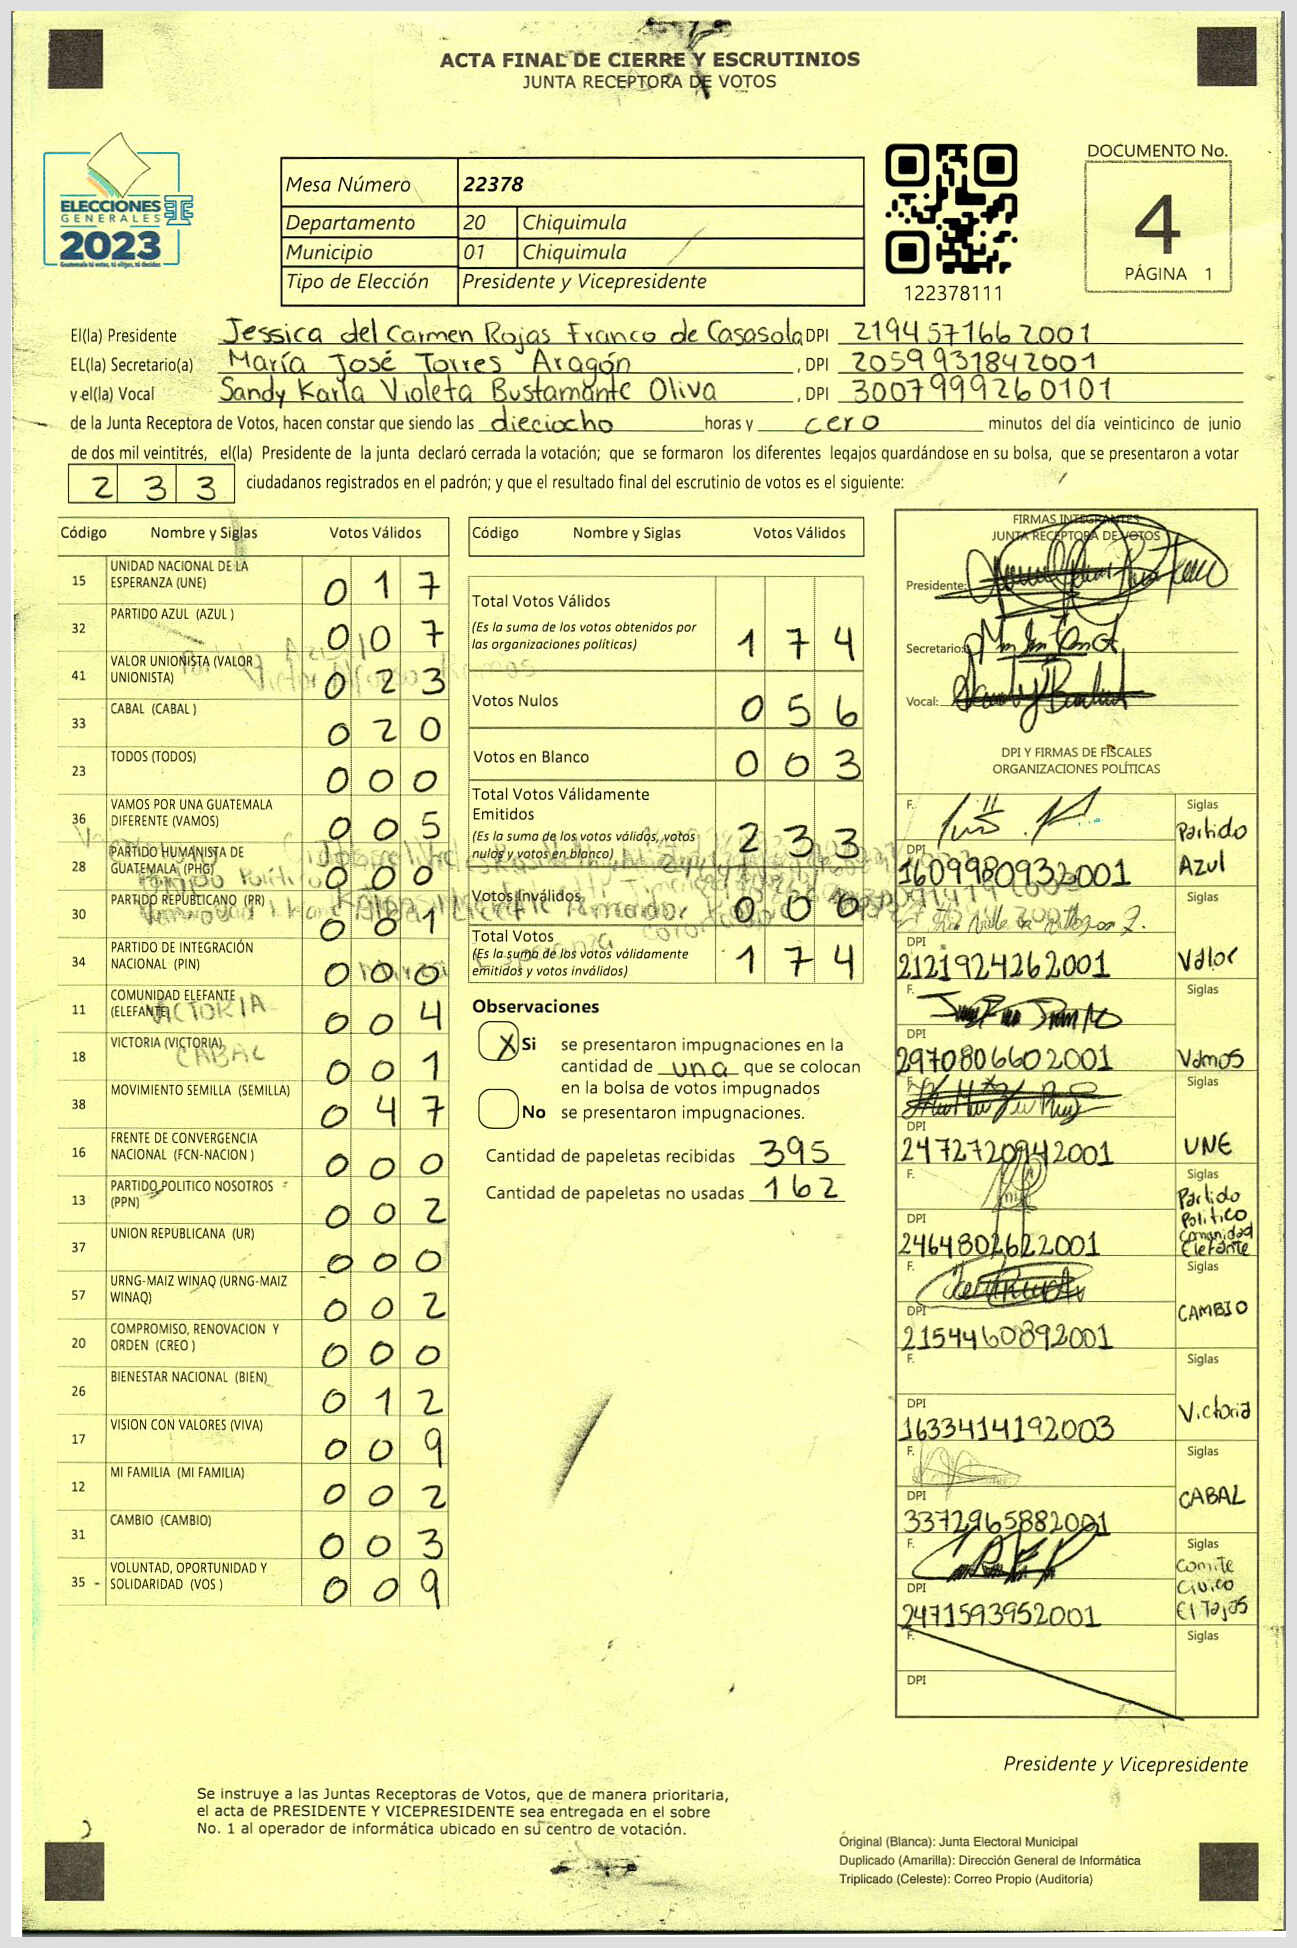 ACTA FINAL DE CIERRE Y ESCRUTINIOS
JUNTA RECEPTORA DE VOTOS
ELECCIONES
GENERALES
2023
Guatemala tú votas, tú eliges, tú decides
Mesa Número 22378
Departamento 20 Chiquimula
Municipio 01 Chiquimula
Tipo de Elección Presidente y Vicepresidente
122378111
DOCUMENTO No.
4
PÁGINA 1
El(la) Presidente Jessica del Carmen Rojas Franco de Casasola DPI 2194571662001
EL(la) Secretario(a) María José Torres Aragón , DPI 2059931842001
y el(la) Vocal Sandy Karla Violeta Bustamante Oliva , DPI 3007999260101
de la Junta Receptora de Votos, hacen constar que siendo las dieciocho horas y cero minutos del día veinticinco de junio
de dos mil veintitrés, el(la) Presidente de la junta declaró cerrada la votación; que se formaron los diferentes legajos quardándose en su bolsa, que se presentaron a votar
2 3 3 ciudadanos registrados en el padrón; y que el resultado final del escrutinio de votos es el siguiente:
Código Nombre y Siglas Votos Válidos
15 UNIDAD NACIONAL DE LA ESPERANZA (UNE) 0 1 7
32 PARTIDO AZUL (AZUL ) 0 0 7
41 VALOR UNIONISTA (VALOR UNIONISTA) 0 2 3
33 CABAL (CABAL ) 0 2 0
23 TODOS (TODOS) 0 0 0
36 VAMOS POR UNA GUATEMALA DIFERENTE (VAMOS) 0 0 5
28 PARTIDO HUMANISTA DE GUATEMALA (PHG) 0 0 0
30 PARTIDO REPUBLICANO (PR) 0 0 1
34 PARTIDO DE INTEGRACIÓN NACIONAL (PIN) 0 0 0
11 COMUNIDAD ELEFANTE (ELEFANTE) 0 0 4
VICTORIA
18 VICTORIA (VICTORIA) 0 0 1
CABAL
38 MOVIMIENTO SEMILLA (SEMILLA) 0 4 7
16 FRENTE DE CONVERGENCIA NACIONAL (FCN-NACION ) 0 0 0
13 PARTIDO POLITICO NOSOTROS (PPN) 0 0 2
37 UNION REPUBLICANA (UR) 0 0 0
57 URNG-MAIZ WINAQ (URNG-MAIZ WINAQ) 0 0 2
20 COMPROMISO, RENOVACION Y ORDEN (CREO ) 0 0 0
26 BIENESTAR NACIONAL (BIEN) 0 1 2
17 VISION CON VALORES (VIVA) 0 0 9
12 MI FAMILIA (MI FAMILIA) 0 0 2
31 CAMBIO (CAMBIO) 0 0 3
35 VOLUNTAD, OPORTUNIDAD Y SOLIDARIDAD (VOS ) 0 0 9
Código Nombre y Siglas Votos Válidos
Total Votos Válidos
(Es la suma de los votos obtenidos por
las organizaciones politicas) 1 7 4
Votos Nulos 0 5 6
Votos en Blanco 0 0 3
Total Votos Válidamente
Emitidos
(Es la suma de los votos válidos, votos
nulos y votos en blanco) 2 3 3
Votos Inválidos 0 0 0
Total Votos
(Es la suma de los votos válidamente
emitidos y votos inválidos) 1 7 4
Observaciones
X Si se presentaron impugnaciones en la
cantidad de una que se colocan
en la bolsa de votos impugnados
No se presentaron impugnaciones.
Cantidad de papeletas recibidas 395
Cantidad de papeletas no usadas 162
FIRMAS INTEGRANTES
JUNTA RECEPTORA DE VOTOS
Presidente:
Secretario:
Vocal:
DPI Y FIRMAS DE FISCALES
ORGANIZACIONES POLÍTICAS
F. Siglas
Partido Azul
DPI 1609980932001
F. Siglas
Valor
DPI 2121924262001
F. Siglas
Vamos
DPI 2970806602001
F. Siglas
UNE
DPI 2472720942001
F. Siglas
Partido Politico Comunidad Elefante
DPI 2464802622001
F. Siglas
CAMBIO
DPI 2154460892001
F. Siglas
Victoria
DPI 1633414192003
F. Siglas
CABAL
DPI 3372965882001
F. Siglas
Comite Civico El Tajos
DPI 2471593952001
F. Siglas
DPI
Presidente y Vicepresidente
Se instruye a las Juntas Receptoras de Votos, que de manera prioritaria,
el acta de PRESIDENTE Y VICEPRESIDENTE sea entregada en el sobre
No. 1 al operador de informática ubicado en su centro de votación.
Original (Blanca): Junta Electoral Municipal
Duplicado (Amarilla): Dirección General de Informática
Triplicado (Celeste): Correo Propio (Auditoría)